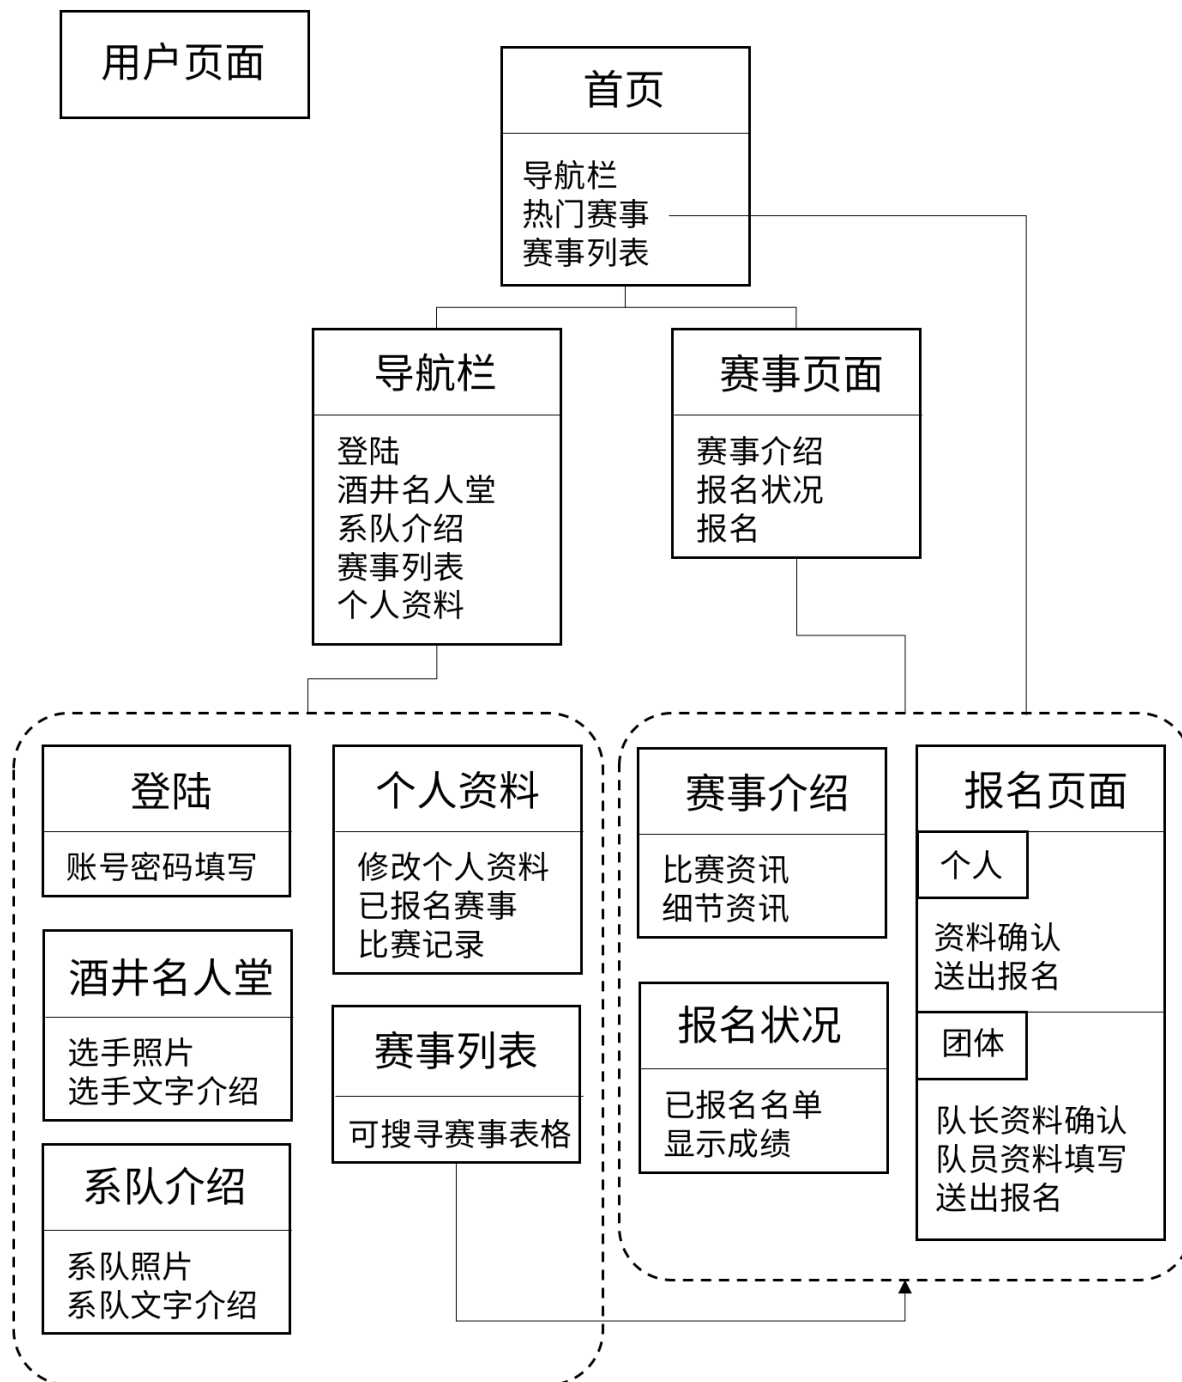 用户页面
首页
导航栏
热门赛事
赛事列表
导航栏
登陆
酒井名人堂
系队介绍
赛事列表
个人资料
赛事页面
赛事介绍
报名状况
报名
登陆
账号密码填写
个人资料
修改个人资料
已报名赛事
比赛记录
酒井名人堂
选手照片
选手文字介绍
赛事列表
可搜寻赛事表格
系队介绍
系队照片
系队文字介绍
赛事介绍
比赛资讯
细节资讯
报名状况
已报名名单
显示成绩
报名页面
个人
资料确认
送出报名
团体
队长资料确认
队员资料填写
送出报名